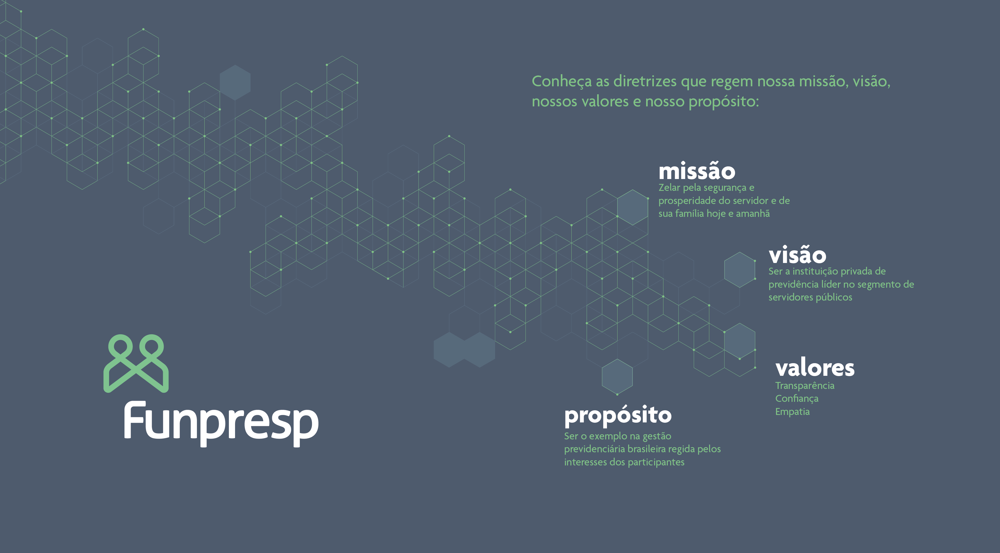 Conheça as diretrizes que regem nossa missão, visão,
nossos valores e nosso propósito:
missão
Zelar pela segurança e
prosperidade do servidor e de
sua família hoje e amanhã
visão
Ser a instituição privada de
previdência líder no segmento de
servidores públicos
valores
Transparência
Confiança
Empatia
propósito
Ser o exemplo na gestão
previdenciária brasileira regida pelos
interesses dos participantes
Funpresp